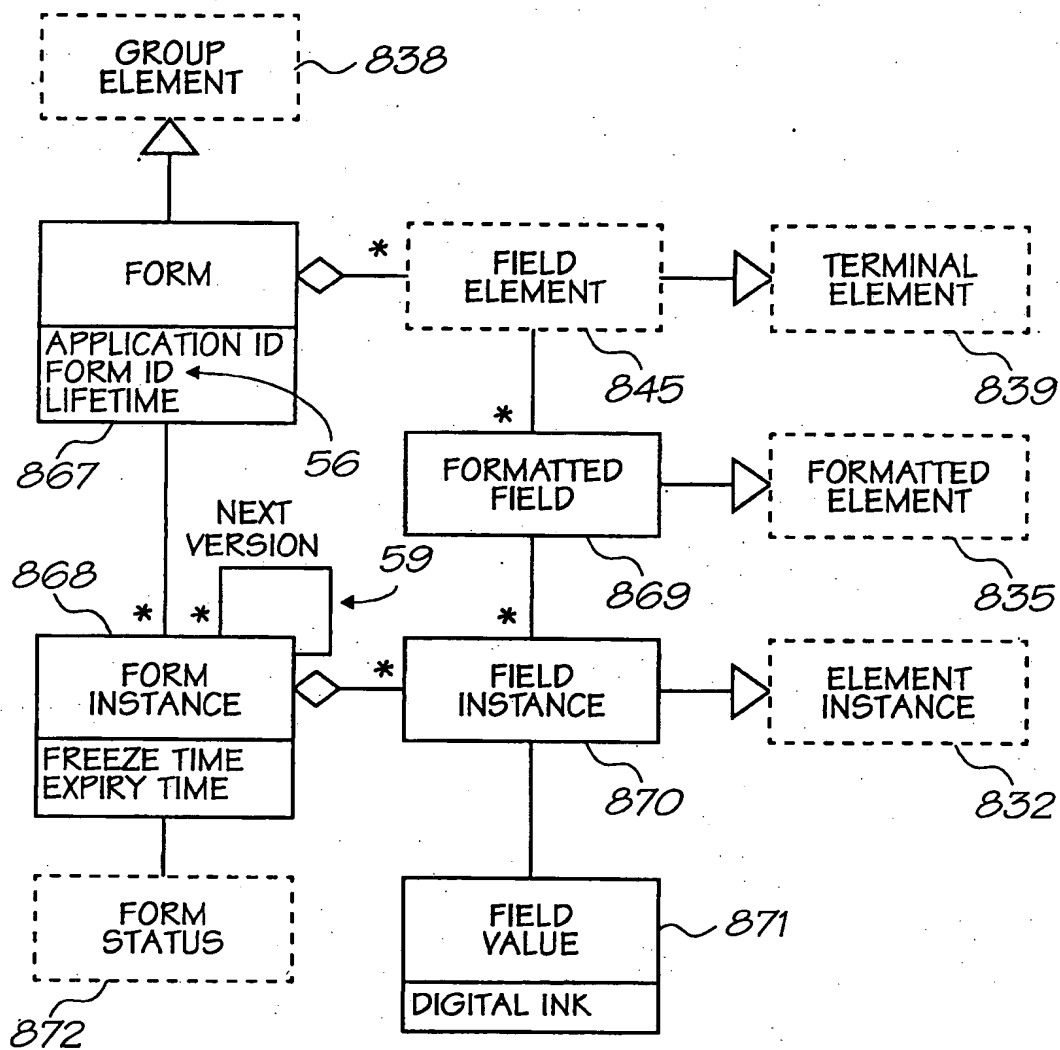 GROUP
ELEMENT
838
FORM
APPLICATION ID
FORM ID
LIFETIME
867
56
*
FIELD
ELEMENT
845
TERMINAL
ELEMENT
839
*
FORMATTED
FIELD
869
FORMATTED
ELEMENT
835
NEXT
VERSION
59
868
*
*
FORM
INSTANCE
FREEZE TIME
EXPIRY TIME
*
*
FIELD
INSTANCE
870
ELEMENT
INSTANCE
832
FORM
STATUS
872
FIELD
VALUE
871
DIGITAL INK